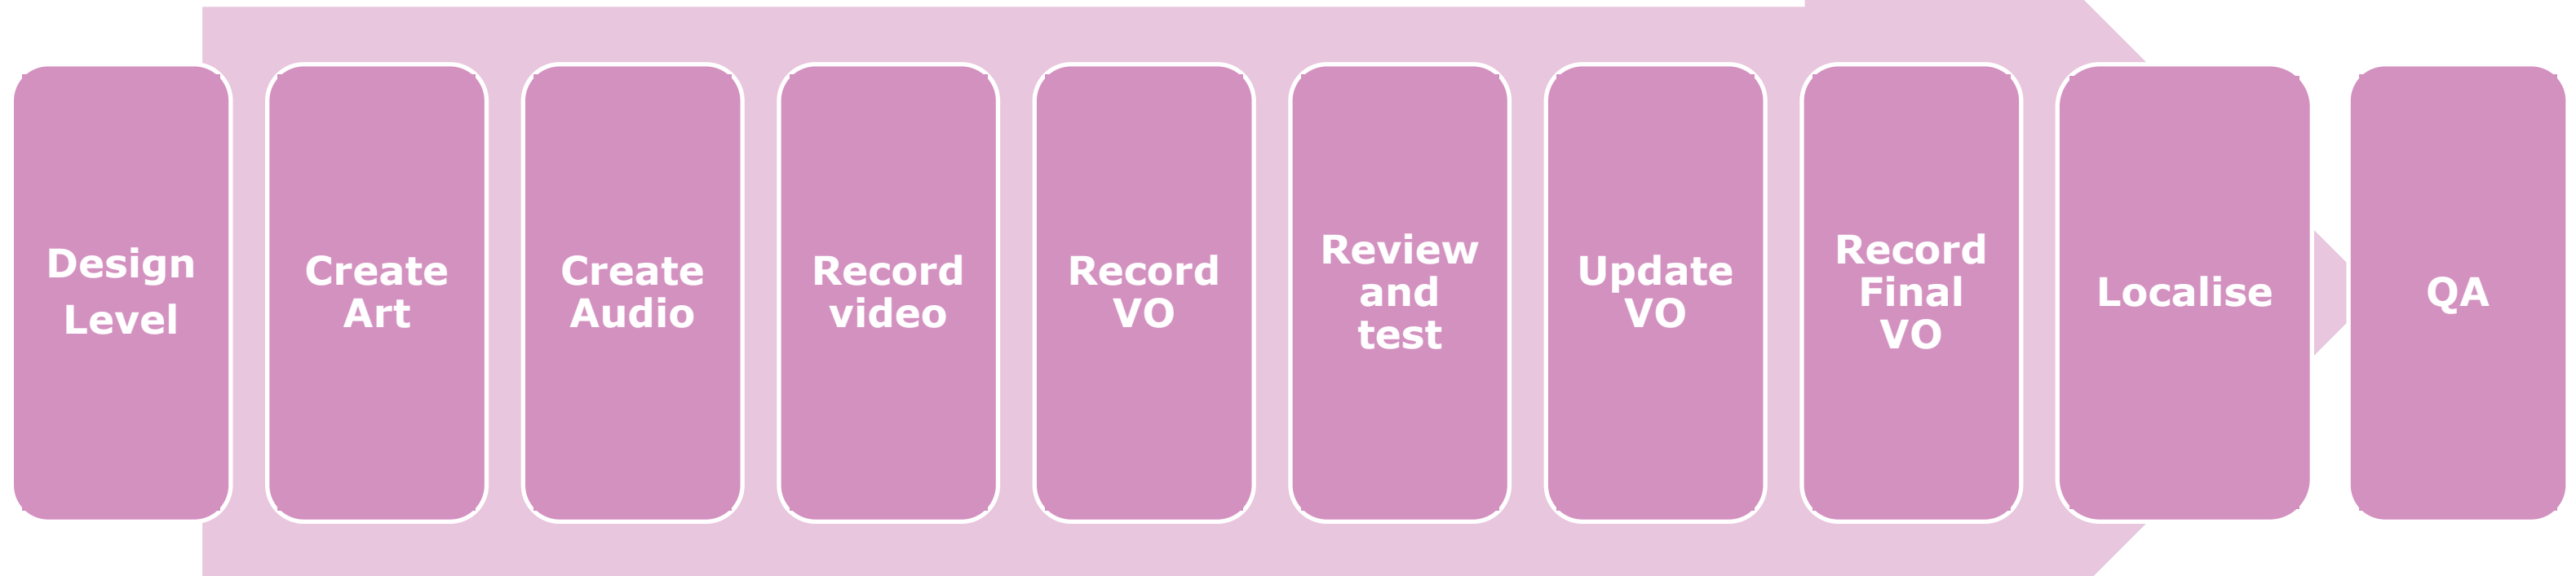 Design
Level
Create
Art
Create
Audio
Record
video
Record
VO
Review
and
test
Update
VO
Record
Final
VO
Localise
QA